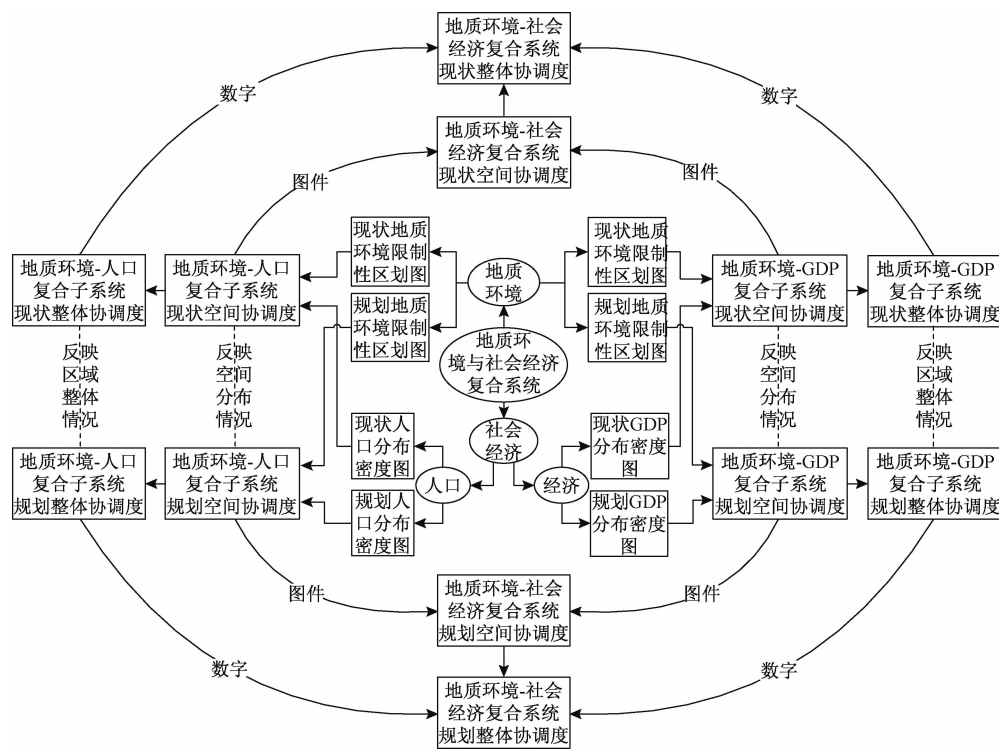 地质环境-社会
经济复合系统
现状整体协调度
数字
数字
地质环境-社会
经济复合系统
现状空间协调度
图件
图件
现状地质
环境限制
性区划图
现状地质
环境限制
性区划图
地质环境-人口
复合子系统
现状整体协调度
地质环境-人口
复合子系统
现状空间协调度
地质
环境
地质环境-GDP
复合子系统
现状空间协调度
地质环境-GDP
复合子系统
现状整体协调度
规划地质
环境限制
性区划图
规划地质
环境限制
性区划图
地质环
境与社会经济
复合系统
反映
区域
整体
情况
反映
空间
分布
情况
反映
空间
分布
情况
反映
区域
整体
情况
现状人
口分布
密度图
社会
经济
现状GDP
分布密度
图
地质环境-人口
复合子系统
规划整体协调度
地质环境-人口
复合子系统
规划空间协调度
人口
经济
地质环境-GDP
复合子系统
规划空间协调度
地质环境-GDP
复合子系统
规划整体协调度
规划人
口分布
密度图
规划GDP
分布密度
图
图件
图件
地质环境-社会
经济复合系统
规划空间协调度
数字
数字
地质环境-社会
经济复合系统
规划整体协调度